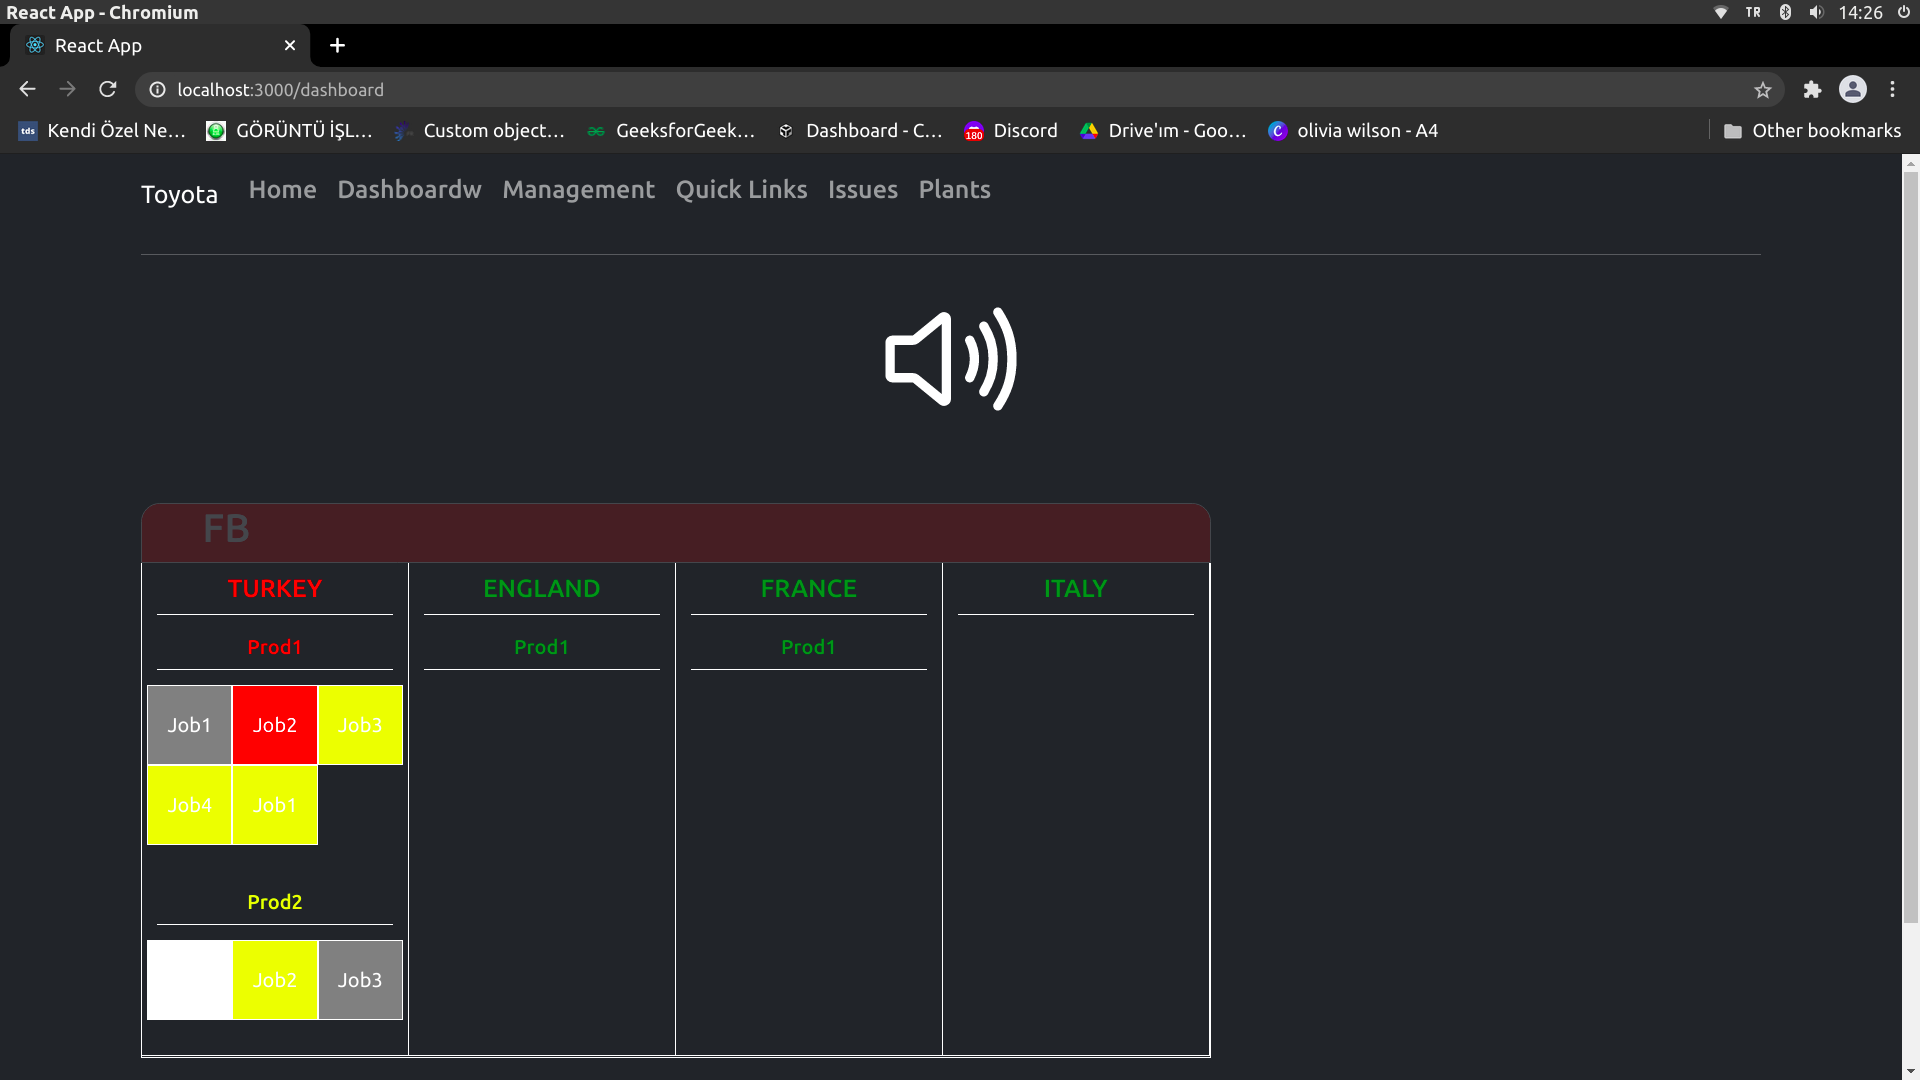 React App - Chromium TR 14:26
React App
localhost:3000/dashboard
tds Kendi Özel Ne... GÖRÜNTÜ İŞL... Custom object... GeeksforGeek... Dashboard - C... 180 Discord Drive'ım - Goo... C olivia wilson - A4 Other bookmarks
Toyota Home Dashboardw Management Quick Links Issues Plants
FB
TURKEY ENGLAND FRANCE ITALY
Prod1 Prod1 Prod1
Job1 Job2 Job3
Job4 Job1
Prod2
Job2 Job3